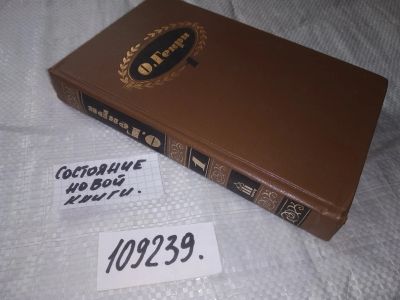 О.Генри
О.Генри
1
СОСТОЯНИЕ
НОВОЙ
КНИГИ.
109239.